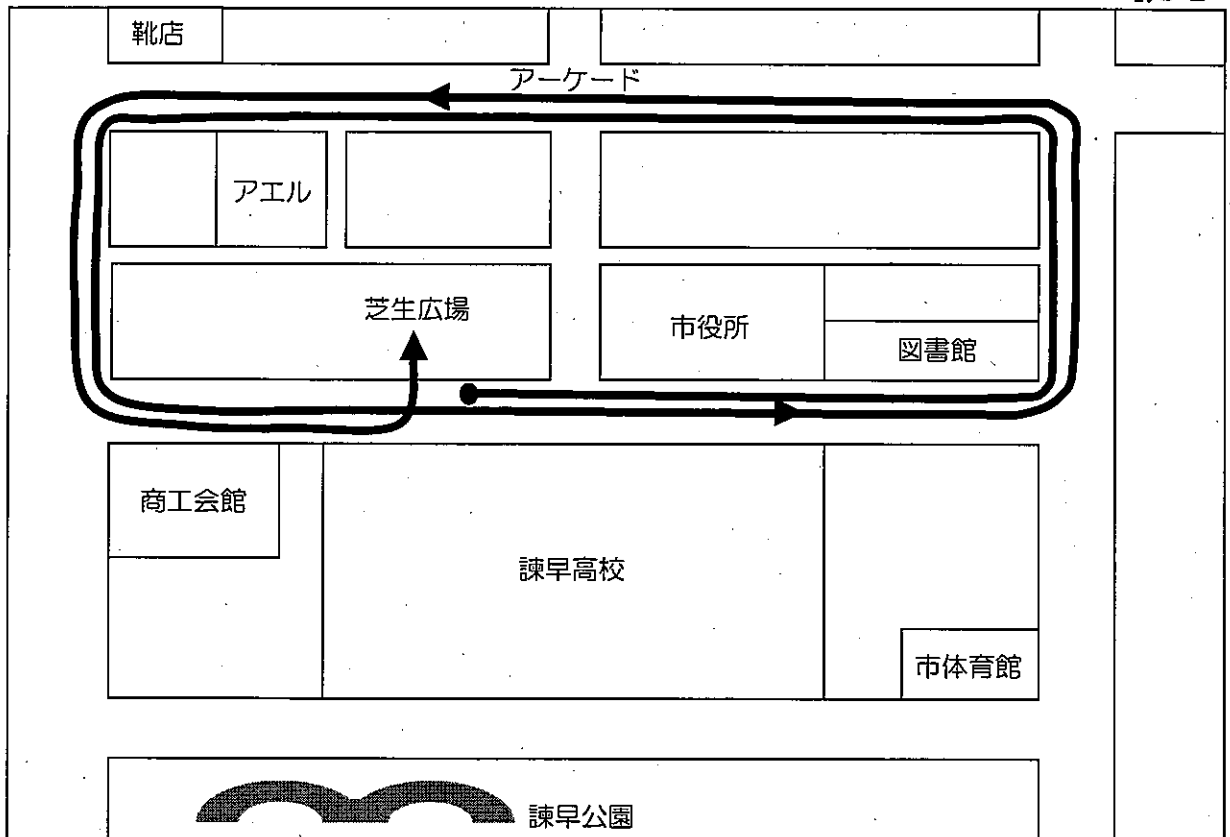 靴店
アーケード
アエル
芝生広場
市役所
図書館
商工会館
諫早高校
市体育館
諫早公園